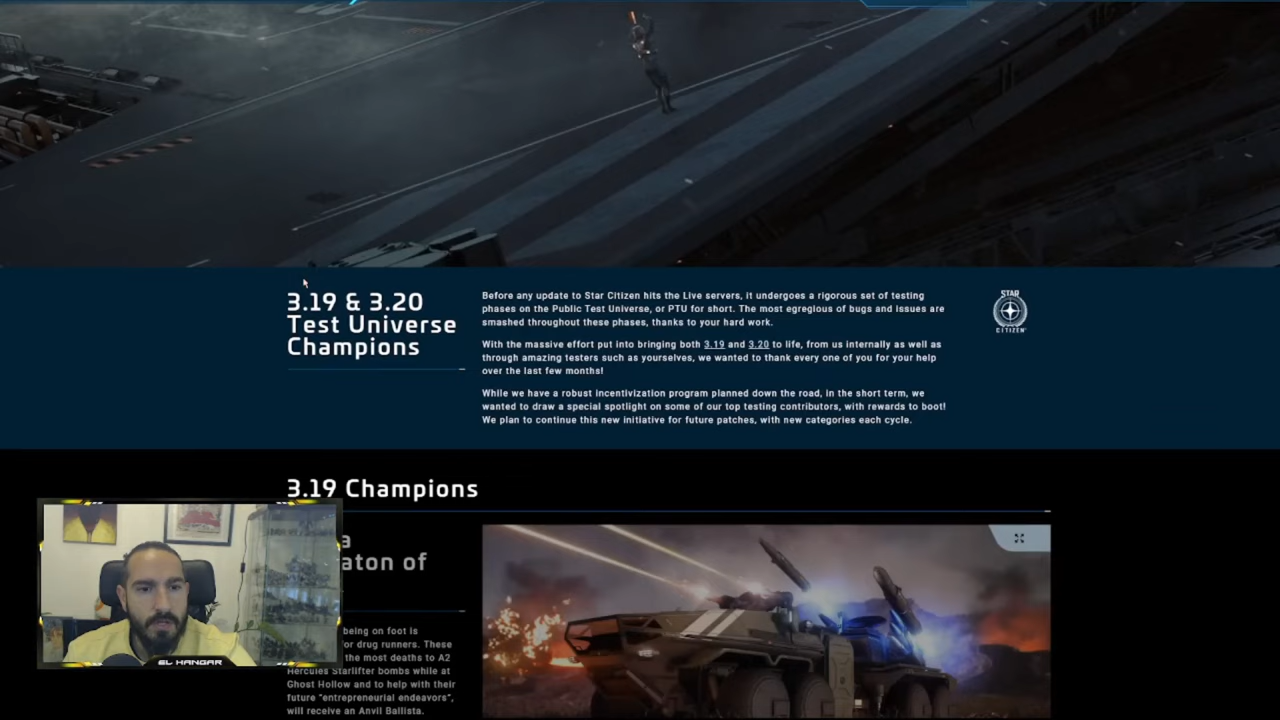 3.19 & 3.20
Test Universe
Champions
Before any update to Star Citizen hits the Live servers, it undergoes a rigorous set of testing
phases on the Public Test Universe, or PTU for short. The most egregious of bugs and issues are
smashed throughout these phases, thanks to your hard work.
With the massive effort put into bringing both 3.19 and 3.20 to life, from us internally as well as
through amazing testers such as yourselves, we wanted to thank every one of you for your help
over the last few months!
While we have a robust incentivization program planned down the road, in the short term, we
wanted to draw a special spotlight on some of our top testing contributors, with rewards to boot!
We plan to continue this new initiative for future patches, with new categories each cycle.
STAR
CITIZEN
3.19 Champions
a
aton of
being on foot is
for drug runners. These
the most deaths to A2
Hercules Starlifter bombs while at
Ghost Hollow and to help with their
future "entrepreneurial endeavors",
will receive an Anvil Ballista.
EL HANGAR